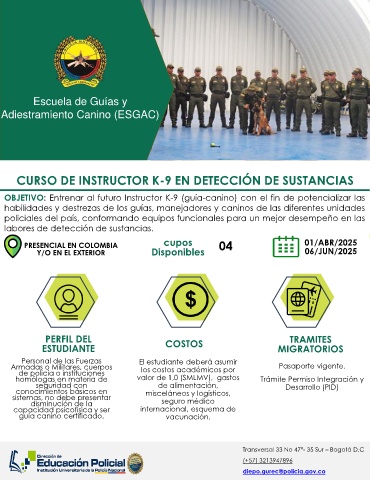 Escuela de Guías y
Adiestramiento Canino (ESGAC)
CURSO DE INSTRUCTOR K-9 EN DETECCIÓN DE SUSTANCIAS
OBJETIVO: Entrenar al futuro Instructor K-9 (guía-canino) con el fin de potencializar las
habilidades y destrezas de los guías, manejadores y caninos de las diferentes unidades
policiales del país, conformando equipos funcionales para un mejor desempeño en las
labores de detección de sustancias.
PRESENCIAL EN COLOMBIA
Y/O EN EL EXTERIOR
cupos
Disponibles
04
01/ABR/2025
06/JUN/2025
PERFIL DEL
ESTUDIANTE
Personal de las Fuerzas
Armadas o Militares, cuerpos
de policía o instituciones
homólogas en materia de
seguridad con
conocimientos básicos en
sistemas, no debe presentar
disminución de la
capacidad psicofísica y ser
guía canino certificado.
COSTOS
El estudiante deberá asumir
los costos académicos por
valor de 1,0 (SMLMV), gastos
de alimentación,
misceláneos y logísticos,
seguro médico
internacional, esquema de
vacunación.
TRAMITES
MIGRATORIOS
Pasaporte vigente.
Trámite Permiso Integración y
Desarrollo (PID)
Dirección de
Educación Policial
Institución Universitaria de la Policía Nacional
Transversal 33 No 47ª- 35 Sur – Bogotá D.C
(+57) 3213947896
diepo.gurec@policia.gov.co